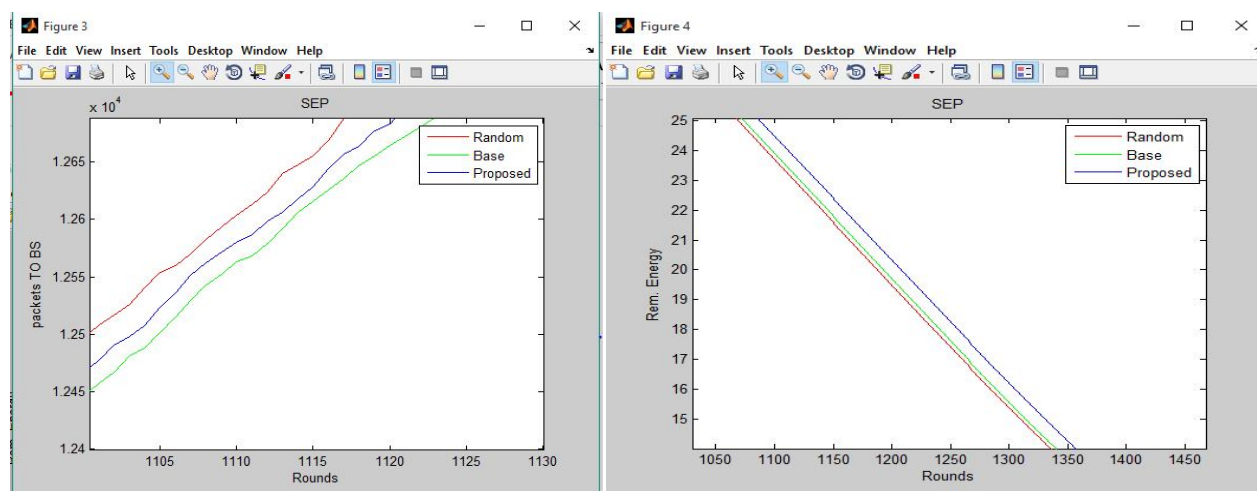 Figure 3
File Edit View Insert Tools Desktop Window Help
SEP
x 10^4
1.265
1.26
1.255
1.25
1.245
1.24
packets TO BS
Random
Base
Proposed
1105 1110 1115 1120 1125 1130
Rounds
Figure 4
File Edit View Insert Tools Desktop Window Help
SEP
25
24
23
22
21
20
19
18
17
16
15
Rem. Energy
Random
Base
Proposed
1050 1100 1150 1200 1250 1300 1350 1400 1450
Rounds